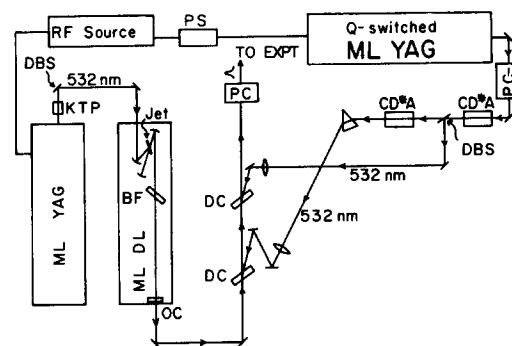 RF Source
PS
Q-switched
ML YAG
TO EXPT
DBS
532 nm
KTP
Jet
PC
PC
CD*A
CD*A
DBS
532 nm
BF
DC
532 nm
ML YAG
ML DL
DC
OC